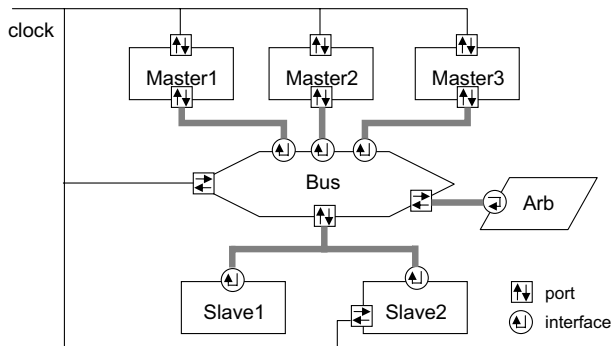 clock
Master1 Master2 Master3
Bus
Arb
Slave1 Slave2
port
interface